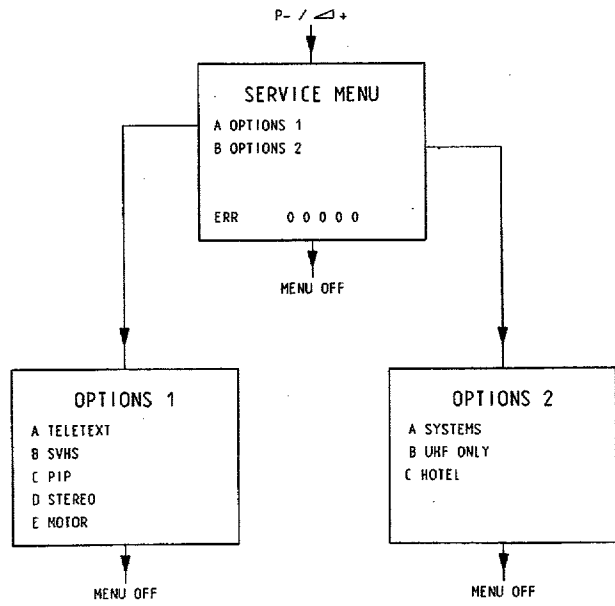 P- / ◿ +
SERVICE MENU
A OPTIONS 1
B OPTIONS 2
ERR 0 0 0 0 0
MENU OFF
OPTIONS 1
A TELETEXT
B SVHS
C PIP
D STEREO
E MOTOR
MENU OFF
OPTIONS 2
A SYSTEMS
B UHF ONLY
C HOTEL
MENU OFF